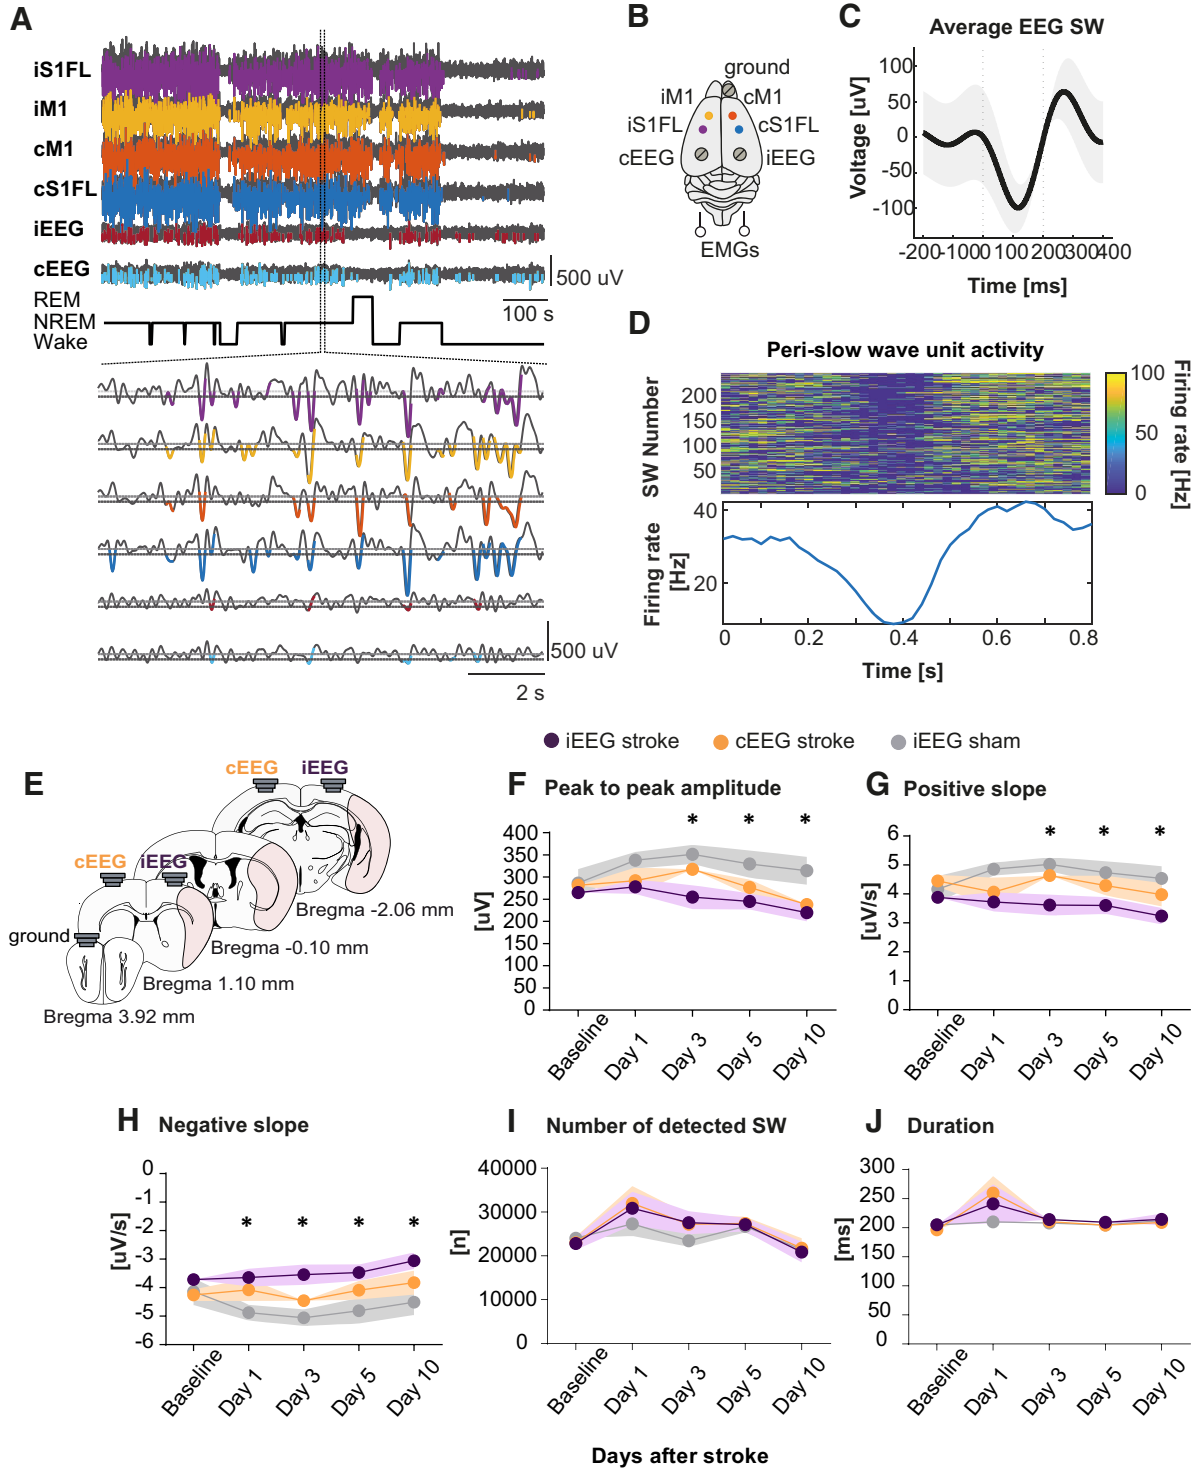 A
iS1FL
iM1
cM1
cS1FL
iEEG
cEEG
500 uV
100 s
REM
NREM
Wake
500 uV
2 s
B
ground
iM1
cM1
iS1FL
cS1FL
cEEG
iEEG
EMGs
C
Average EEG SW
Voltage [uV]
100
50
0
-50
-100
-200
-100
0
100
200
300
400
Time [ms]
D
Peri-slow wave unit activity
SW Number
200
150
100
50
100
50
0
Firing rate [Hz]
Firing rate
[Hz]
40
20
0
0.2
0.4
0.6
0.8
Time [s]
iEEG stroke
cEEG stroke
iEEG sham
E
cEEG
iEEG
cEEG
iEEG
ground
Bregma -2.06 mm
Bregma -0.10 mm
Bregma 1.10 mm
Bregma 3.92 mm
F
Peak to peak amplitude
* * *
[uV]
400
350
300
250
200
150
100
50
0
Baseline
Day 1
Day 3
Day 5
Day 10
G
Positive slope
* * *
[uV/s]
6
5
4
3
2
1
0
Baseline
Day 1
Day 3
Day 5
Day 10
H
Negative slope
* * * *
[uV/s]
0
-1
-2
-3
-4
-5
-6
Baseline
Day 1
Day 3
Day 5
Day 10
I
Number of detected SW
[n]
40000
30000
20000
10000
0
Baseline
Day 1
Day 3
Day 5
Day 10
J
Duration
[ms]
300
250
200
150
100
50
0
Baseline
Day 1
Day 3
Day 5
Day 10
Days after stroke